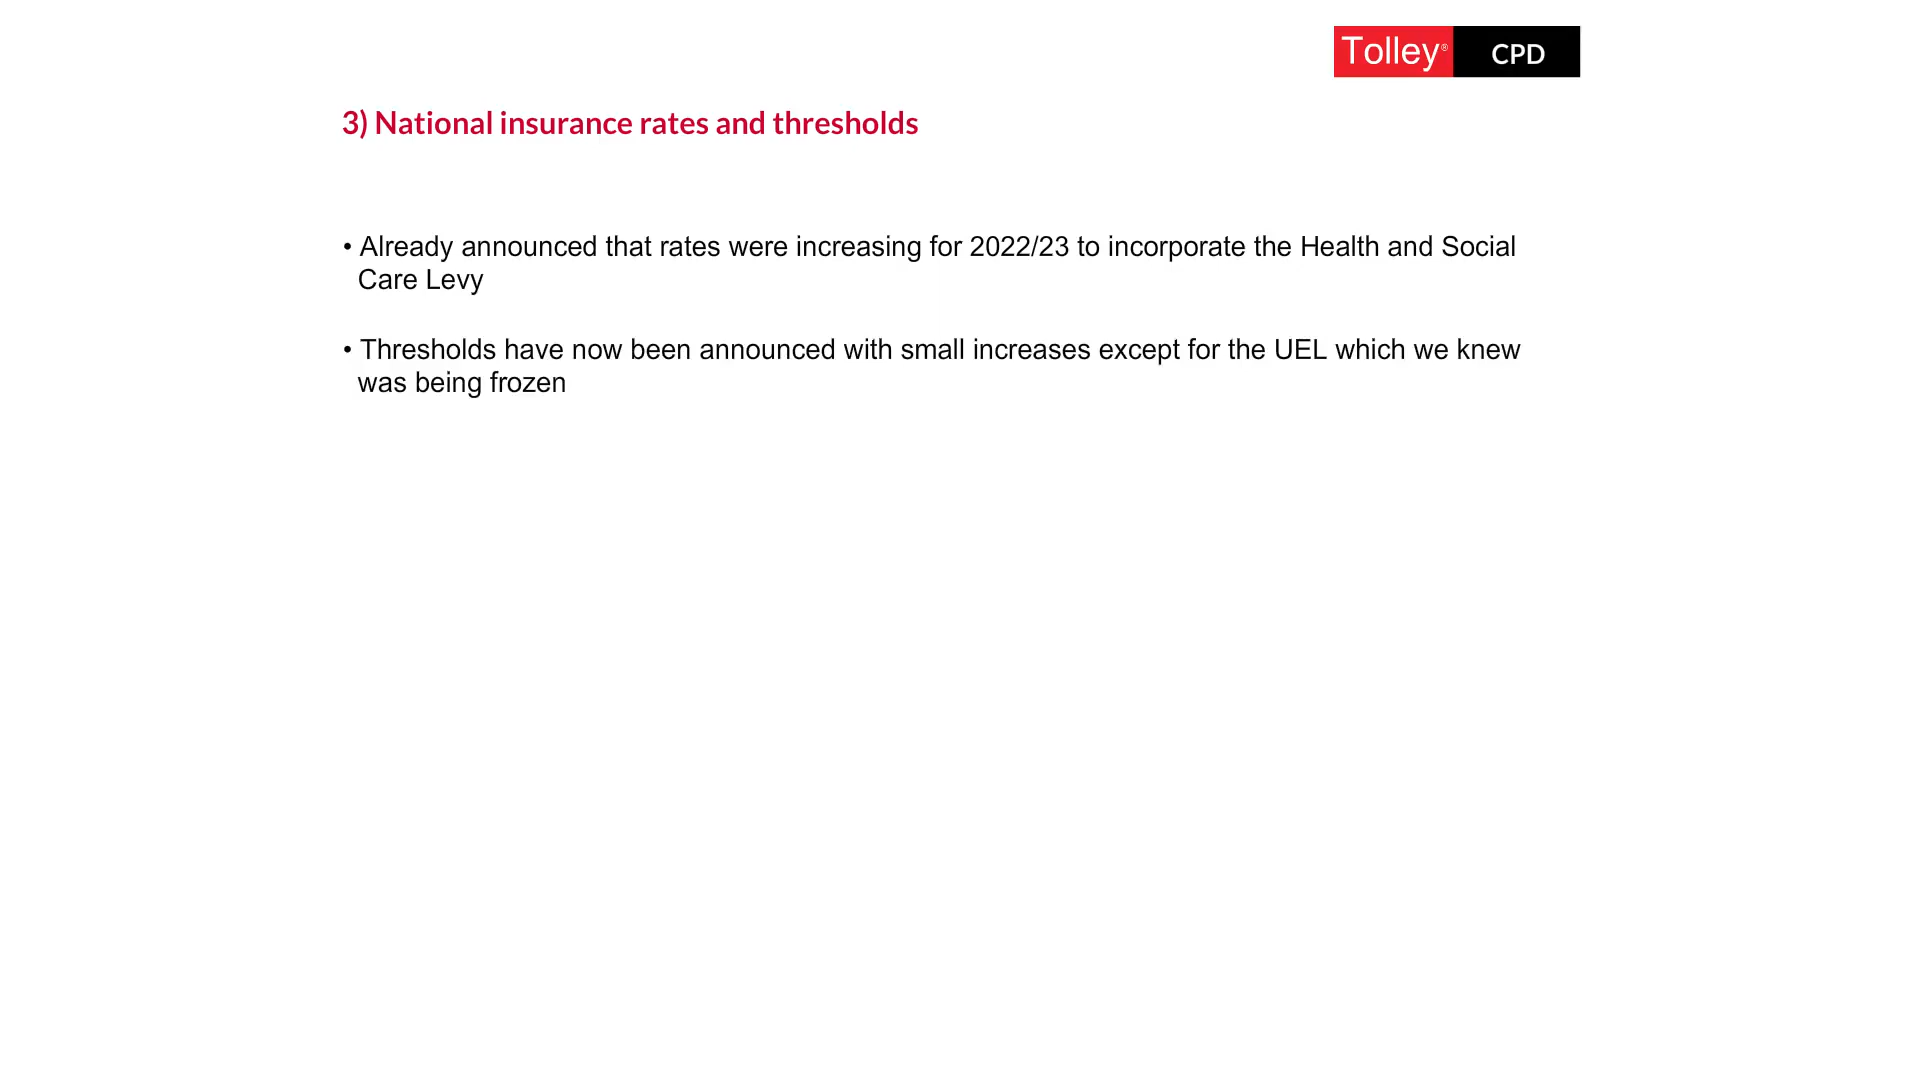 Tolley® CPD
3) National insurance rates and thresholds
• Already announced that rates were increasing for 2022/23 to incorporate the Health and Social
Care Levy
• Thresholds have now been announced with small increases except for the UEL which we knew
was being frozen